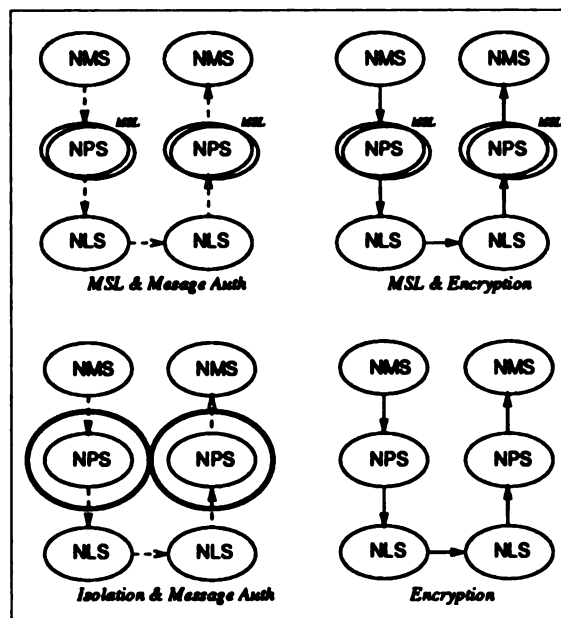 NMS NMS NMS NMS
MSL MSL MSL MSL
NPS NPS NPS NPS
NLS NLS NLS NLS
MSL & Mesage Auth MSL & Encryption
NMS NMS NMS NMS
NPS NPS NPS NPS
NLS NLS NLS NLS
Isolation & Message Auth Encryption